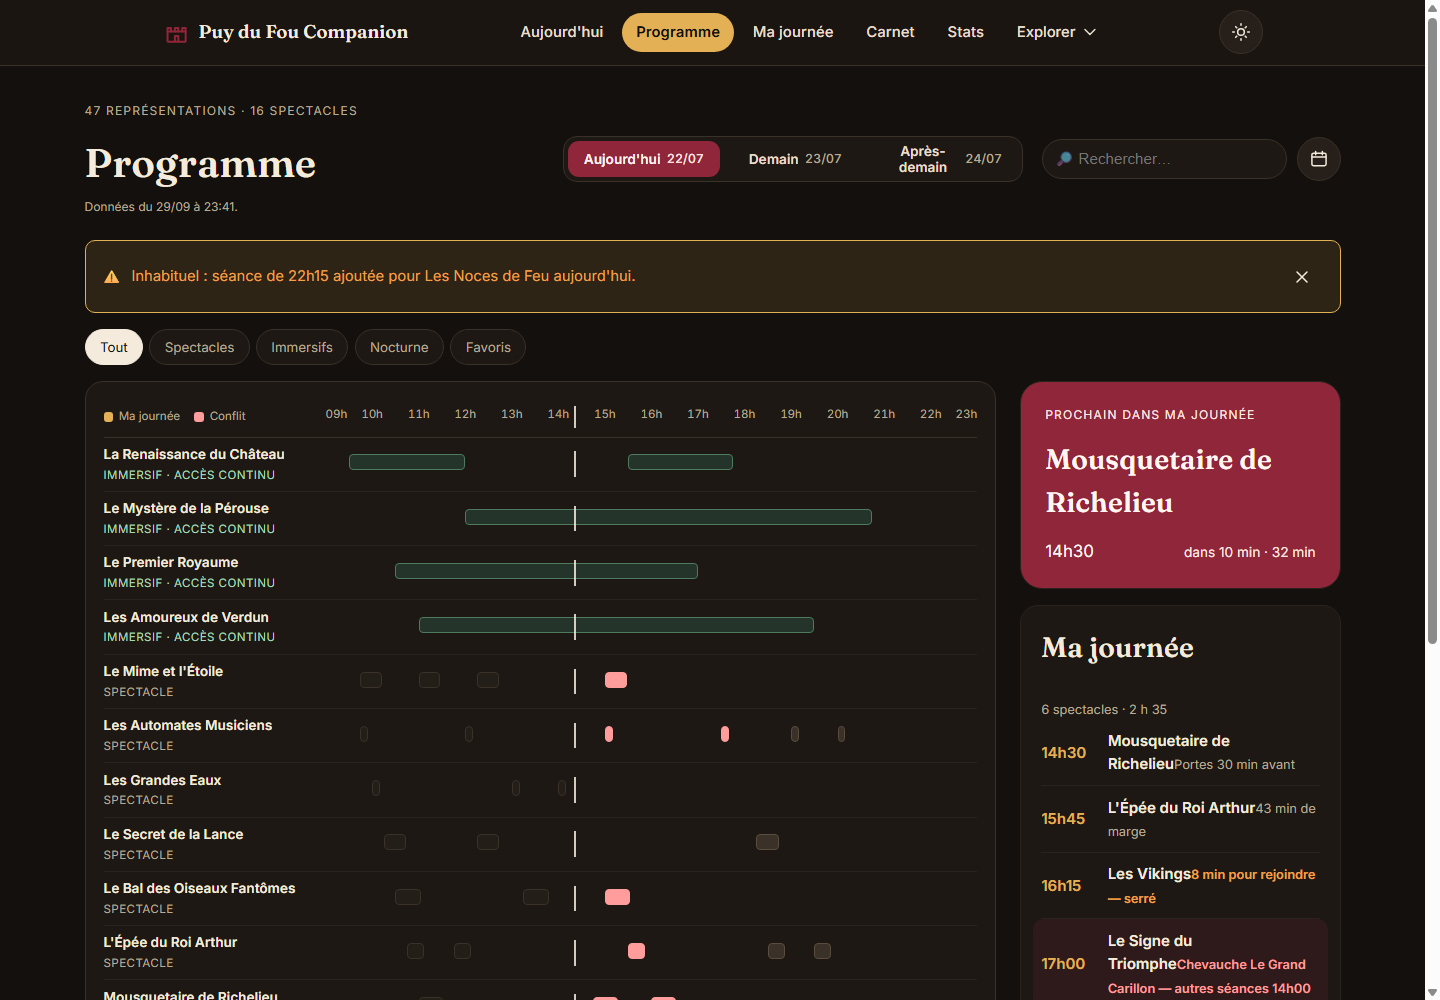 Puy du Fou Companion
Aujourd'hui
Programme
Ma journée
Carnet
Stats
Explorer
47 REPRÉSENTATIONS · 16 SPECTACLES
Programme
Aujourd'hui 22/07
Demain 23/07
Après-
demain 24/07
Rechercher...
Données du 29/09 à 23:41.
Inhabituel : séance de 22h15 ajoutée pour Les Noces de Feu aujourd'hui.
Tout
Spectacles
Immersifs
Nocturne
Favoris
Ma journée
Conflit
09h 10h 11h 12h 13h 14h 15h 16h 17h 18h 19h 20h 21h 22h 23h
La Renaissance du Château
IMMERSIF · ACCÈS CONTINU
Le Mystère de la Pérouse
IMMERSIF · ACCÈS CONTINU
Le Premier Royaume
IMMERSIF · ACCÈS CONTINU
Les Amoureux de Verdun
IMMERSIF · ACCÈS CONTINU
Le Mime et l'Étoile
SPECTACLE
Les Automates Musiciens
SPECTACLE
Les Grandes Eaux
SPECTACLE
Le Secret de la Lance
SPECTACLE
Le Bal des Oiseaux Fantômes
SPECTACLE
L'Épée du Roi Arthur
SPECTACLE
Mousquetaire de Richelieu
PROCHAIN DANS MA JOURNÉE
Mousquetaire de
Richelieu
14h30
dans 10 min · 32 min
Ma journée
6 spectacles · 2 h 35
14h30
Mousquetaire de
RichelieuPortes 30 min avant
15h45
L'Épée du Roi Arthur43 min de
marge
16h15
Les Vikings8 min pour rejoindre
— serré
17h00
Le Signe du
TriompheChevauche Le Grand
Carillon — autres séances 14h00